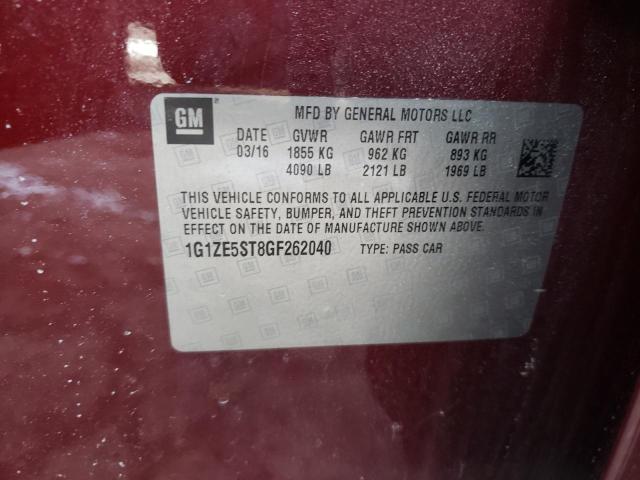 GM MFD BY GENERAL MOTORS LLC
DATE GVWR GAWR FRT GAWR RR
03/16 1855 KG 962 KG 893 KG
4090 LB 2121 LB 1969 LB
THIS VEHICLE CONFORMS TO ALL APPLICABLE U.S. FEDERAL MOTOR
VEHICLE SAFETY, BUMPER, AND THEFT PREVENTION STANDARDS IN
EFFECT ON THE DATE OF MANUFACTURE SHOWN ABOVE.
1G1ZE5ST8GF262040 TYPE: PASS CAR